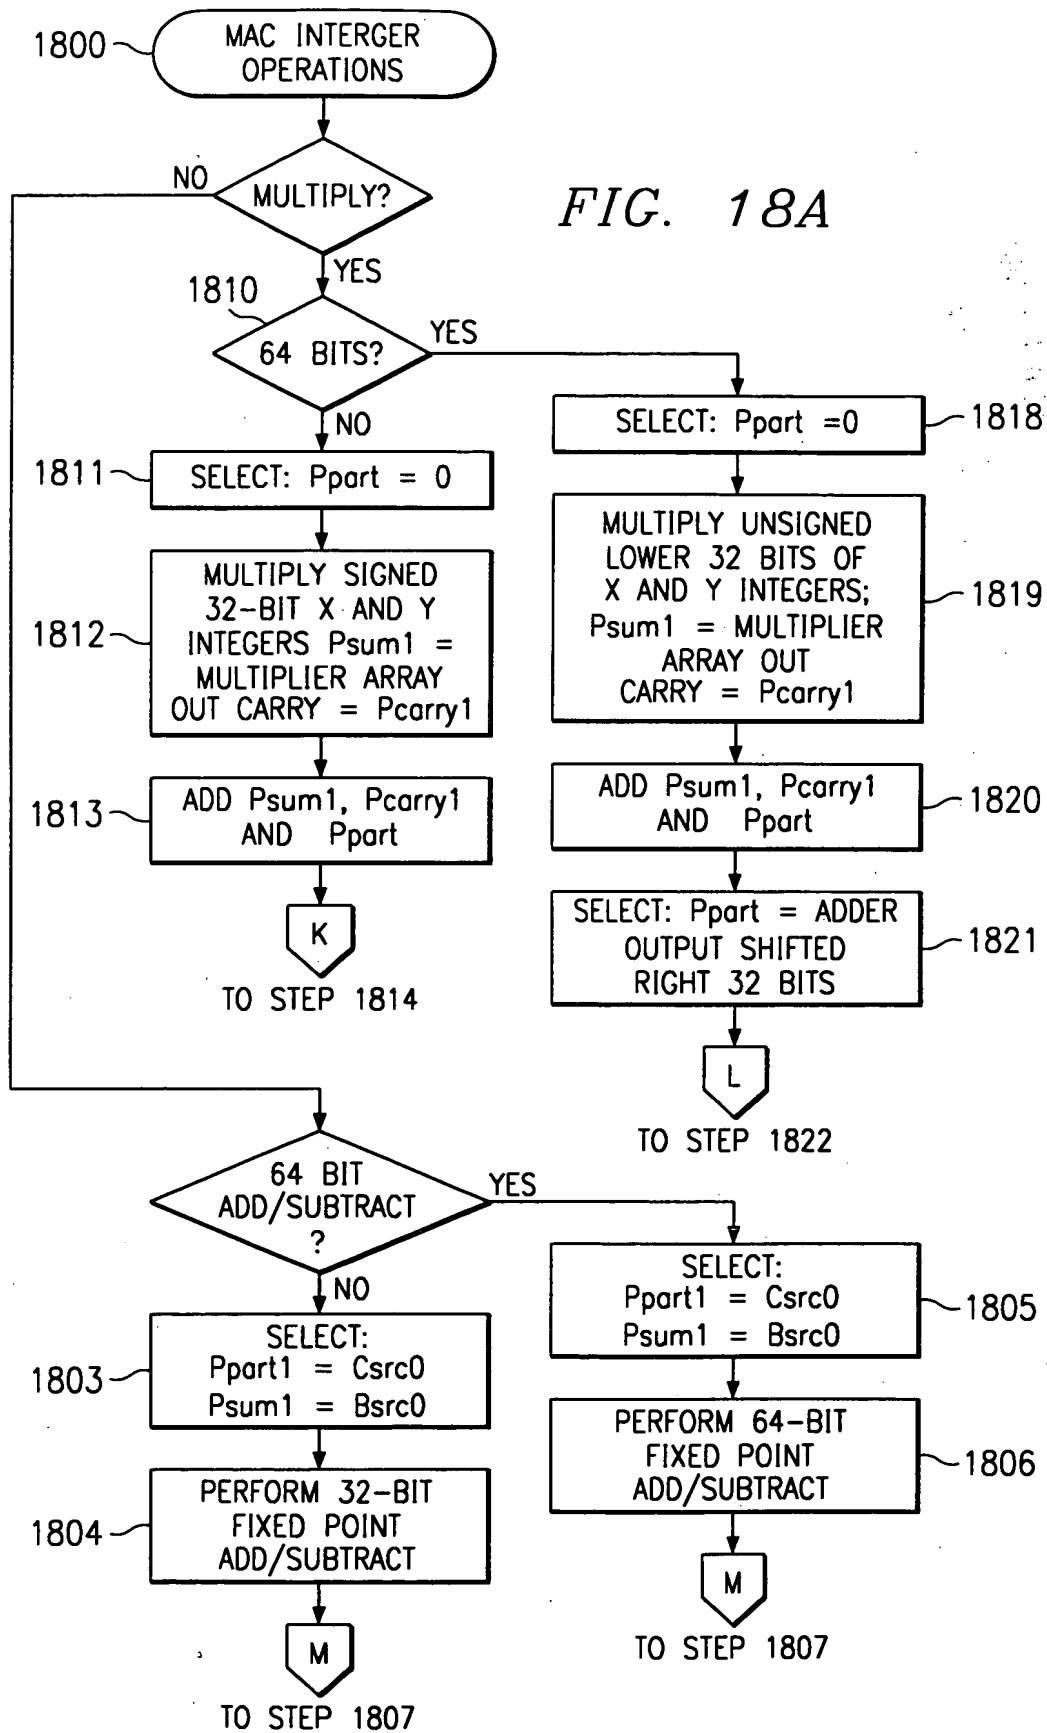 1800
MAC INTERGER
OPERATIONS
NO
MULTIPLY?
FIG. 18A
YES
1810
64 BITS?
YES
NO
1811
SELECT: Ppart = 0
1812
MULTIPLY SIGNED
32-BIT X AND Y
INTEGERS Psum1 =
MULTIPLIER ARRAY
OUT CARRY = Pcarry1
1813
ADD Psum1, Pcarry1
AND Ppart
K
TO STEP 1814
SELECT: Ppart =0
1818
MULTIPLY UNSIGNED
LOWER 32 BITS OF
X AND Y INTEGERS;
Psum1 = MULTIPLIER
ARRAY OUT
CARRY = Pcarry1
1819
ADD Psum1, Pcarry1
AND Ppart
1820
SELECT: Ppart = ADDER
OUTPUT SHIFTED
RIGHT 32 BITS
1821
L
TO STEP 1822
64 BIT
ADD/SUBTRACT
?
YES
NO
1803
SELECT:
Ppart1 = Csrc0
Psum1 = Bsrc0
1804
PERFORM 32-BIT
FIXED POINT
ADD/SUBTRACT
M
TO STEP 1807
SELECT:
Ppart1 = Csrc0
Psum1 = Bsrc0
1805
PERFORM 64-BIT
FIXED POINT
ADD/SUBTRACT
1806
M
TO STEP 1807